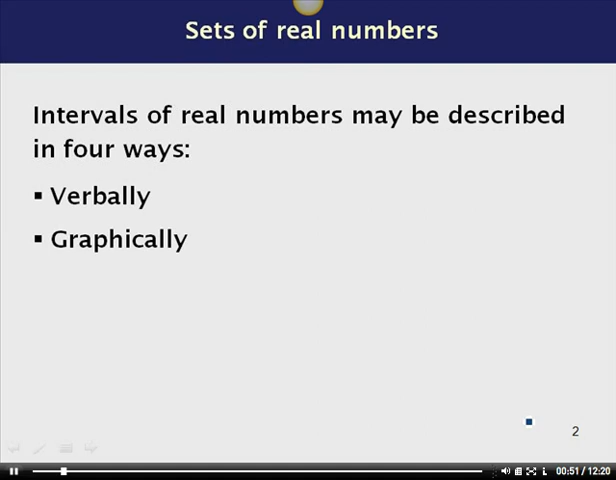 Sets of real numbers
Intervals of real numbers may be described
in four ways:
▪ Verbally
▪ Graphically
2
00:51 / 12:20